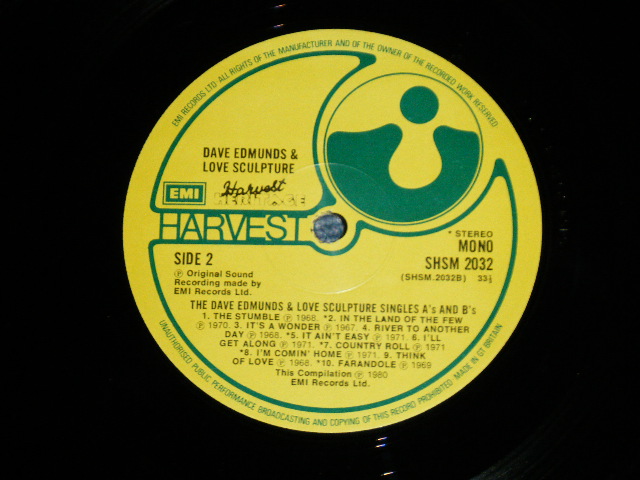 EMI RECORDS LTD. ALL RIGHTS OF THE MANUFACTURER AND OF THE OWNER OF THE RECORDED WORK RESERVED
DAVE EDMUNDS &
LOVE SCULPTURE
Harvest
EMI
HARVEST
* STEREO
MONO
SIDE 2
SHSM 2032
(SHSM.2032B) 33⅓
Ⓟ Original Sound
Recording made by
EMI Records Ltd.
THE DAVE EDMUNDS & LOVE SCULPTURE SINGLES A's AND B's
1. THE STUMBLE Ⓟ 1968. *2. IN THE LAND OF THE FEW
Ⓟ 1970. 3. IT'S A WONDER Ⓟ 1967. 4. RIVER TO ANOTHER
DAY Ⓟ 1968. *5. IT AIN'T EASY Ⓟ 1971. 6. I'LL
GET ALONG Ⓟ 1971. *7. COUNTRY ROLL Ⓟ 1971
*8. I'M COMIN' HOME Ⓟ 1971. 9. THINK
OF LOVE Ⓟ 1968. *10. FARANDOLE Ⓟ 1969
This Compilation Ⓟ 1980
EMI Records Ltd.
UNAUTHORISED PUBLIC PERFORMANCE BROADCASTING AND COPYING OF THIS RECORD PROHIBITED. MADE IN GT BRITAIN